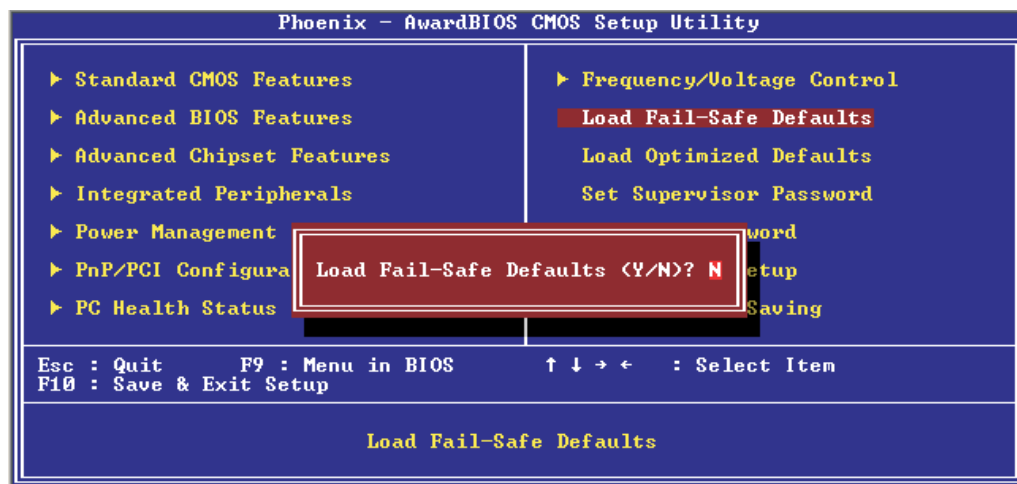 Phoenix - AwardBIOS CMOS Setup Utility
Standard CMOS Features
Advanced BIOS Features
Advanced Chipset Features
Integrated Peripherals
Power Management
PnP/PCI Configura
PC Health Status
Frequency/Voltage Control
Load Fail-Safe Defaults
Load Optimized Defaults
Set Supervisor Password
word
etup
Saving
Load Fail-Safe Defaults (Y/N)? N
Esc : Quit F9 : Menu in BIOS ↑ ↓ → ← : Select Item
F10 : Save & Exit Setup
Load Fail-Safe Defaults